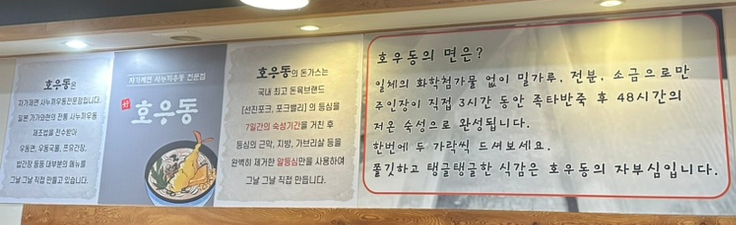 호우동은
자가제면 사누끼우동전문점입니다.
일본 가가와현의 전통 사누끼우동
제조법을 전수받아
우동면, 우동국물, 쯔유간장,
밥간장 등등 대부분의 메뉴를
그날 그날 직접 만들고 있습니다.
자가제면 사누끼우동 전문점
호우동
호우동의 돈가스는
국내 최고 돈육브랜드
[선진포크, 포크밸리] 의 등심을
7일간의 숙성기간을 거친 후
등심의 근막, 지방, 가브리살 등을
완벽히 제거한 알등심만을 사용하여
그날 그날 직접 만듭니다.
호우동의 면은?
일체의 화학첨가물 없이 밀가루, 전분, 소금으로만
주인장이 직접 3시간 동안 족타반죽 후 48시간의
저온 숙성으로 완성됩니다.
한번에 두 가락씩 드셔보세요.
쫄깃하고 탱글탱글한 식감은 호우동의 자부심입니다.